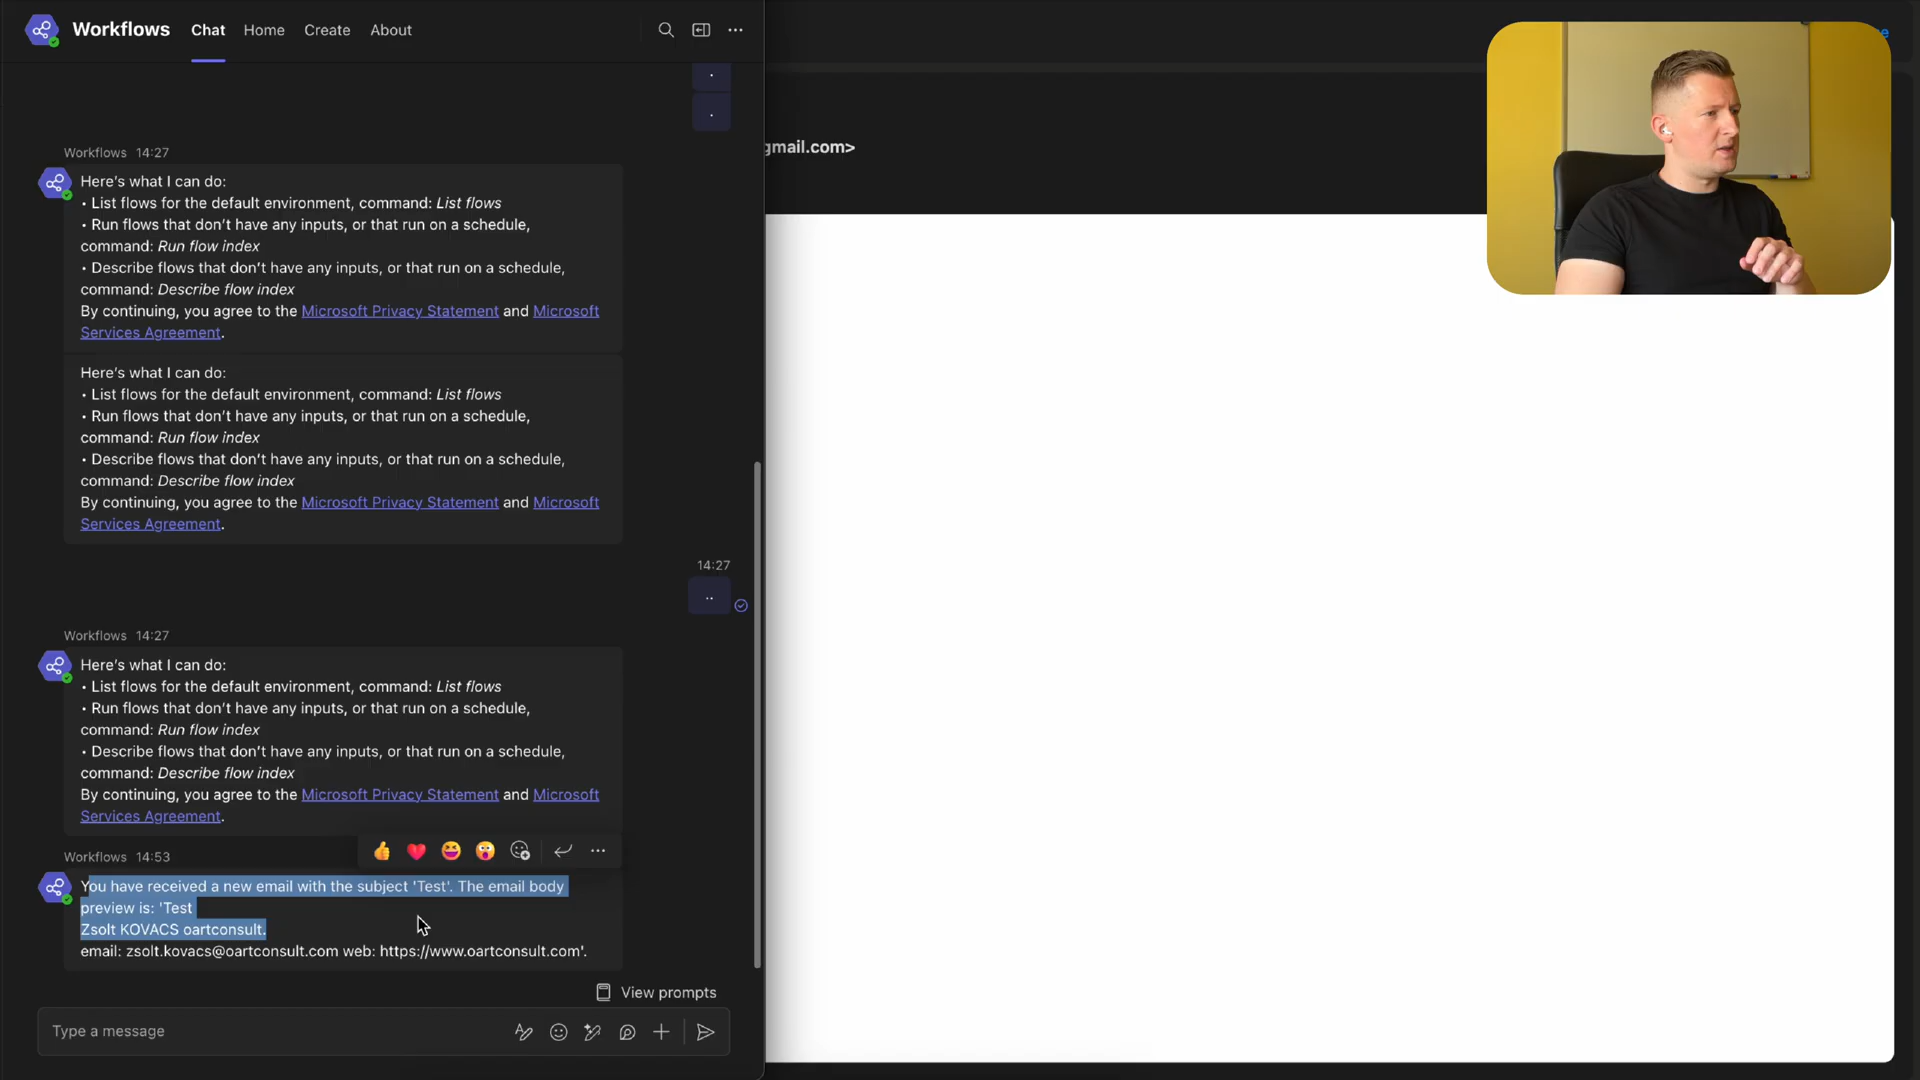 Workflows Chat Home Create About
.
.
gmail.com>
Workflows 14:27
Here's what I can do:
• List flows for the default environment, command: List flows
• Run flows that don't have any inputs, or that run on a schedule,
command: Run flow index
• Describe flows that don't have any inputs, or that run on a schedule,
command: Describe flow index
By continuing, you agree to the Microsoft Privacy Statement and Microsoft
Services Agreement.
Here's what I can do:
• List flows for the default environment, command: List flows
• Run flows that don't have any inputs, or that run on a schedule,
command: Run flow index
• Describe flows that don't have any inputs, or that run on a schedule,
command: Describe flow index
By continuing, you agree to the Microsoft Privacy Statement and Microsoft
Services Agreement.
14:27
..
Workflows 14:27
Here's what I can do:
• List flows for the default environment, command: List flows
• Run flows that don't have any inputs, or that run on a schedule,
command: Run flow index
• Describe flows that don't have any inputs, or that run on a schedule,
command: Describe flow index
By continuing, you agree to the Microsoft Privacy Statement and Microsoft
Services Agreement.
Workflows 14:53
You have received a new email with the subject 'Test'. The email body
preview is: 'Test
Zsolt KOVACS oartconsult.
email: zsolt.kovacs@oartconsult.com web: https://www.oartconsult.com'.
View prompts
Type a message